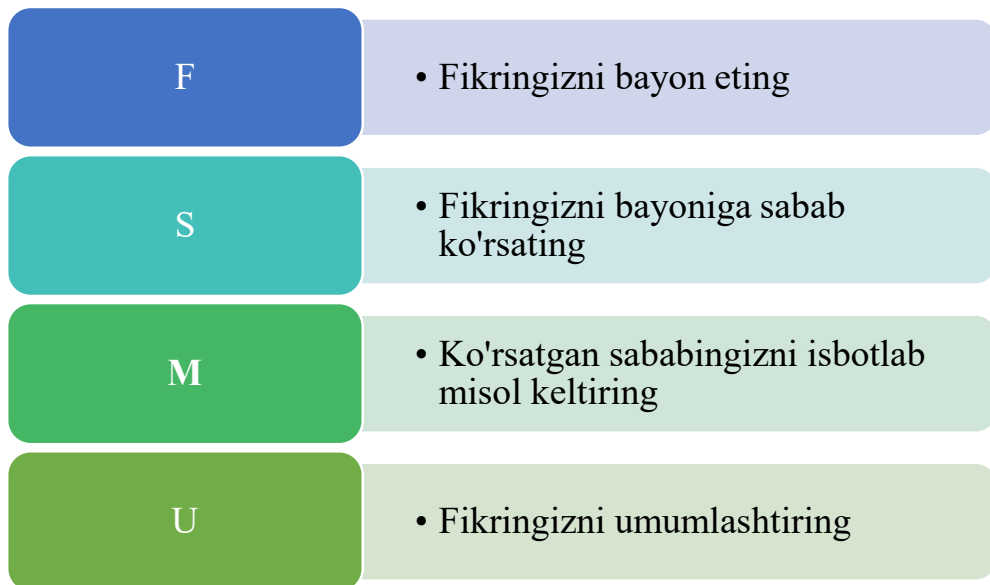 F
• Fikringizni bayon eting
S
• Fikringizni bayoniga sabab
ko'rsating
M
• Ko'rsatgan sababingizni isbotlab
misol keltiring
U
• Fikringizni umumlashtiring